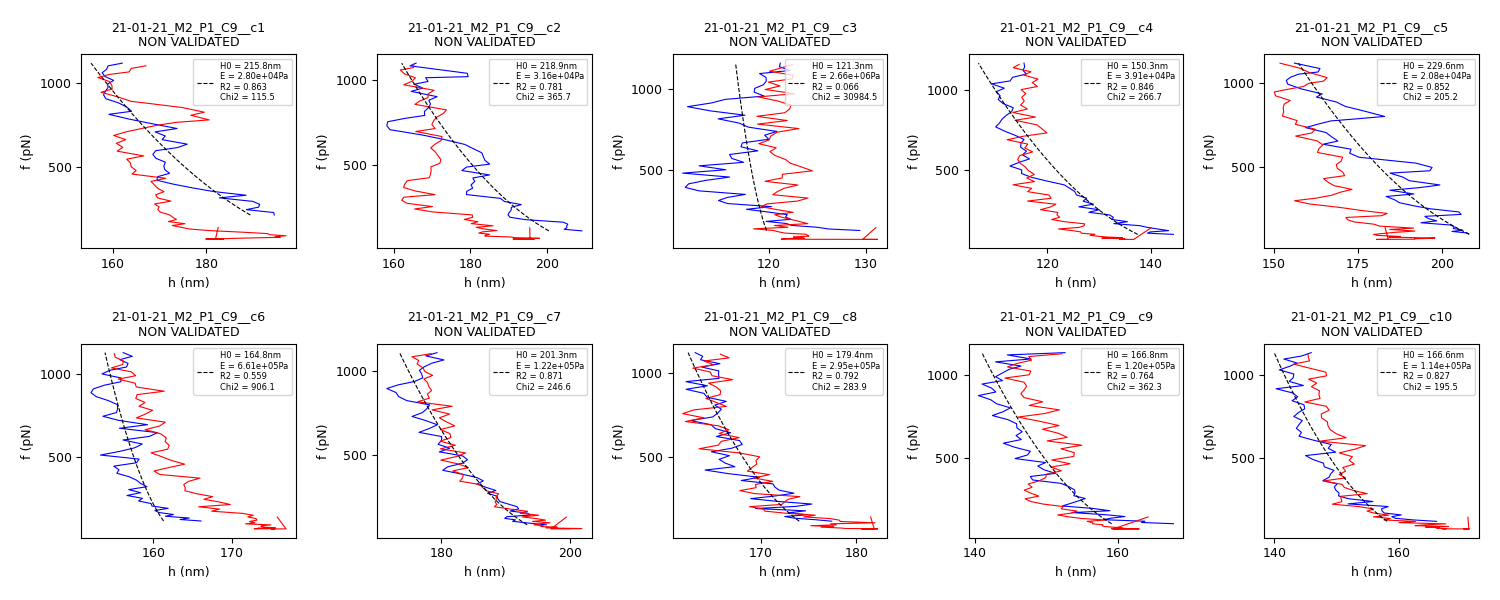 21-01-21_M2_P1_C9__c1
NON VALIDATED
H0 = 215.8nm
E = 2.80e+04Pa
R2 = 0.863
Chi2 = 115.5
f (pN)
1000
500
160 180
h (nm)
21-01-21_M2_P1_C9__c2
NON VALIDATED
H0 = 218.9nm
E = 3.16e+04Pa
R2 = 0.781
Chi2 = 365.7
f (pN)
1000
500
160 180 200
h (nm)
21-01-21_M2_P1_C9__c3
NON VALIDATED
H0 = 121.3nm
E = 2.66e+06Pa
R2 = 0.066
Chi2 = 30984.5
f (pN)
1000
500
120 130
h (nm)
21-01-21_M2_P1_C9__c4
NON VALIDATED
H0 = 150.3nm
E = 3.91e+04Pa
R2 = 0.846
Chi2 = 266.7
f (pN)
1000
500
120 140
h (nm)
21-01-21_M2_P1_C9__c5
NON VALIDATED
H0 = 229.6nm
E = 2.08e+04Pa
R2 = 0.852
Chi2 = 205.2
f (pN)
1000
500
150 175 200
h (nm)
21-01-21_M2_P1_C9__c6
NON VALIDATED
H0 = 164.8nm
E = 6.61e+05Pa
R2 = 0.559
Chi2 = 906.1
f (pN)
1000
500
160 170
h (nm)
21-01-21_M2_P1_C9__c7
NON VALIDATED
H0 = 201.3nm
E = 1.22e+05Pa
R2 = 0.871
Chi2 = 246.6
f (pN)
1000
500
180 200
h (nm)
21-01-21_M2_P1_C9__c8
NON VALIDATED
H0 = 179.4nm
E = 2.95e+05Pa
R2 = 0.792
Chi2 = 283.9
f (pN)
1000
500
170 180
h (nm)
21-01-21_M2_P1_C9__c9
NON VALIDATED
H0 = 166.8nm
E = 1.20e+05Pa
R2 = 0.764
Chi2 = 362.3
f (pN)
1000
500
140 160
h (nm)
21-01-21_M2_P1_C9__c10
NON VALIDATED
H0 = 166.6nm
E = 1.14e+05Pa
R2 = 0.827
Chi2 = 195.5
f (pN)
1000
500
140 160
h (nm)